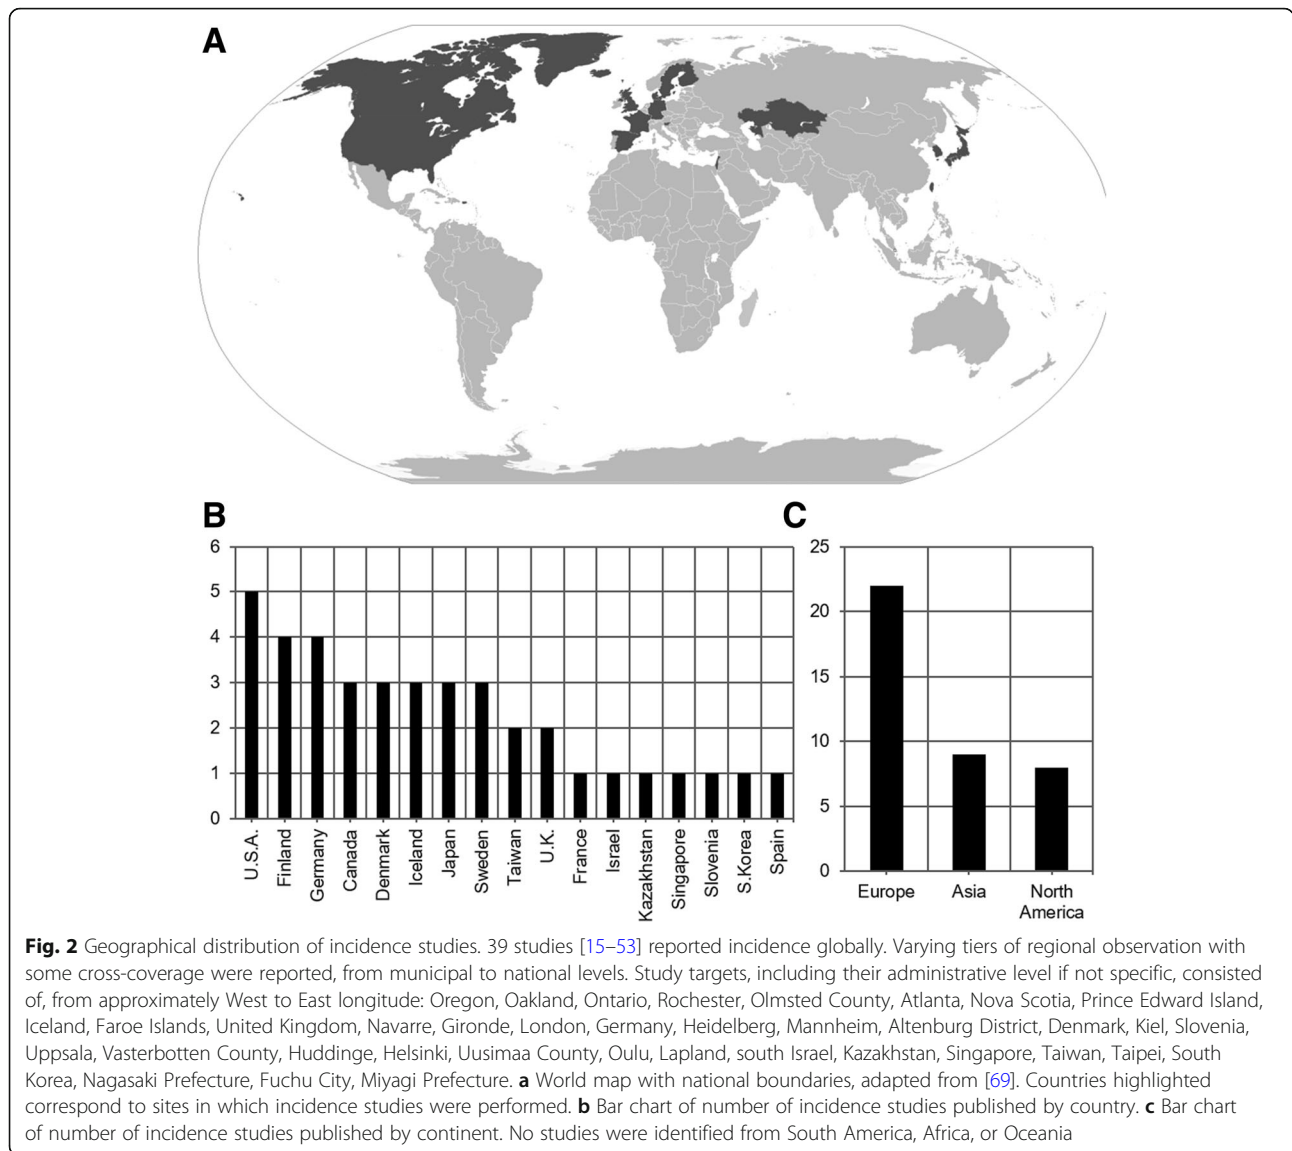 A
B
6
5
4
3
2
1
0
U.S.A.
Finland
Germany
Canada
Denmark
Iceland
Japan
Sweden
Taiwan
U.K.
France
Israel
Kazakhstan
Singapore
Slovenia
S.Korea
Spain
C
25
20
15
10
5
0
Europe
Asia
North
America
Fig. 2 Geographical distribution of incidence studies. 39 studies [15–53] reported incidence globally. Varying tiers of regional observation with
some cross-coverage were reported, from municipal to national levels. Study targets, including their administrative level if not specific, consisted
of, from approximately West to East longitude: Oregon, Oakland, Ontario, Rochester, Olmsted County, Atlanta, Nova Scotia, Prince Edward Island,
Iceland, Faroe Islands, United Kingdom, Navarre, Gironde, London, Germany, Heidelberg, Mannheim, Altenburg District, Denmark, Kiel, Slovenia,
Uppsala, Vasterbotten County, Huddinge, Helsinki, Uusimaa County, Oulu, Lapland, south Israel, Kazakhstan, Singapore, Taiwan, Taipei, South
Korea, Nagasaki Prefecture, Fuchu City, Miyagi Prefecture. a World map with national boundaries, adapted from [69]. Countries highlighted
correspond to sites in which incidence studies were performed. b Bar chart of number of incidence studies published by country. c Bar chart
of number of incidence studies published by continent. No studies were identified from South America, Africa, or Oceania